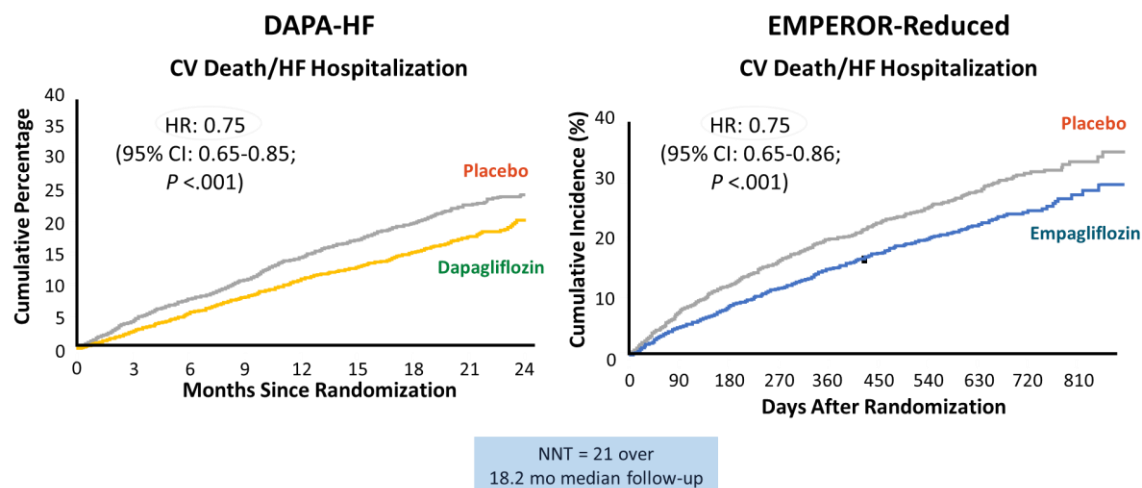 DAPA-HF
CV Death/HF Hospitalization
Cumulative Percentage
40
35
30
25
20
15
10
5
0
HR: 0.75
(95% CI: 0.65-0.85;
P <.001)
Placebo
Dapagliflozin
0 3 6 9 12 15 18 21 24
Months Since Randomization
EMPEROR-Reduced
CV Death/HF Hospitalization
Cumulative Incidence (%)
40
30
20
10
0
HR: 0.75
(95% CI: 0.65-0.86;
P <.001)
Placebo
Empagliflozin
0 90 180 270 360 450 540 630 720 810
Days After Randomization
NNT = 21 over
18.2 mo median follow-up